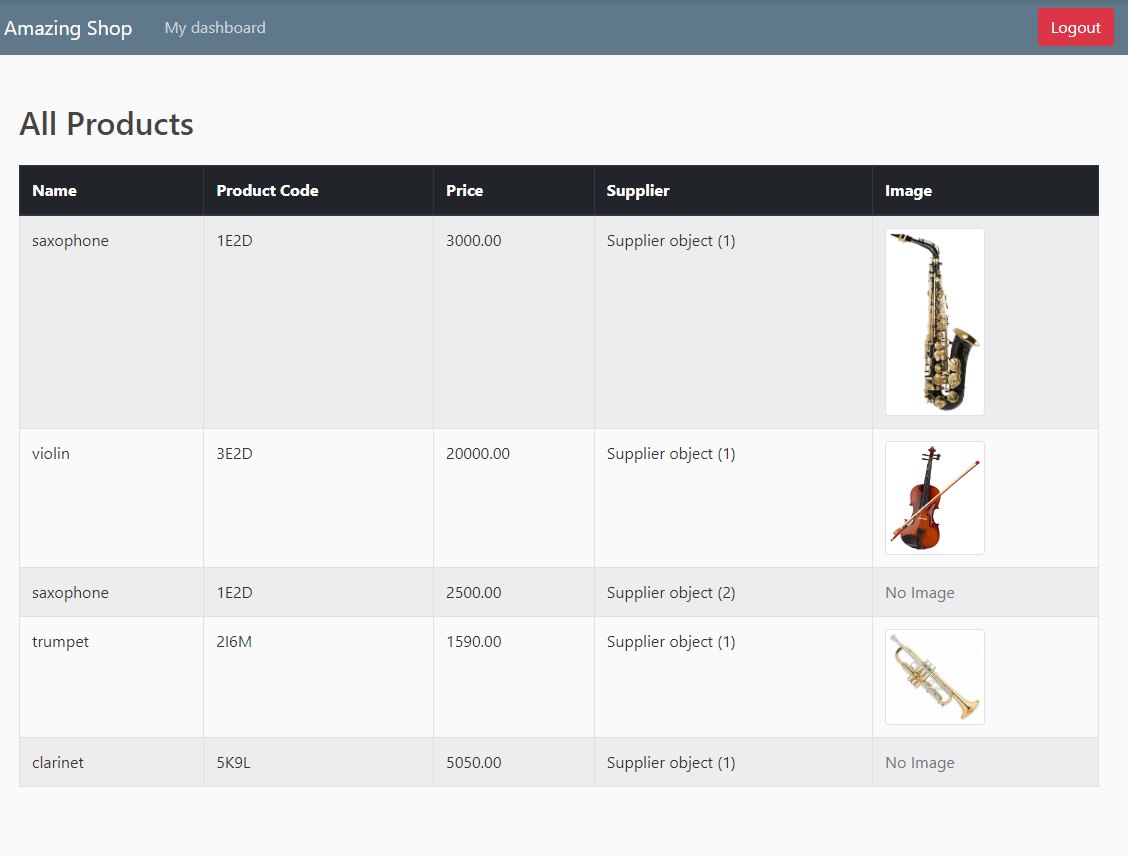 Amazing Shop My dashboard Logout
All Products
Name Product Code Price Supplier Image
saxophone 1E2D 3000.00 Supplier object (1)
violin 3E2D 20000.00 Supplier object (1)
saxophone 1E2D 2500.00 Supplier object (2) No Image
trumpet 2I6M 1590.00 Supplier object (1)
clarinet 5K9L 5050.00 Supplier object (1) No Image